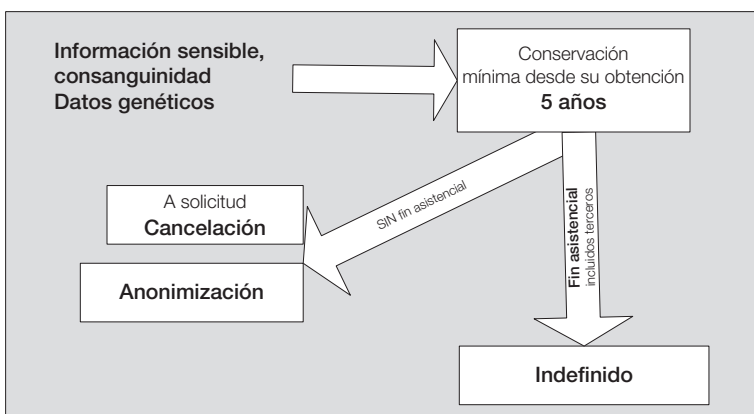 Información sensible,
consanguinidad
Datos genéticos
Conservación
mínima desde su obtención
5 años
SIN fin asistencial
Fin asistencial
incluidos terceros
A solicitud
Cancelación
Anonimización
Indefinido